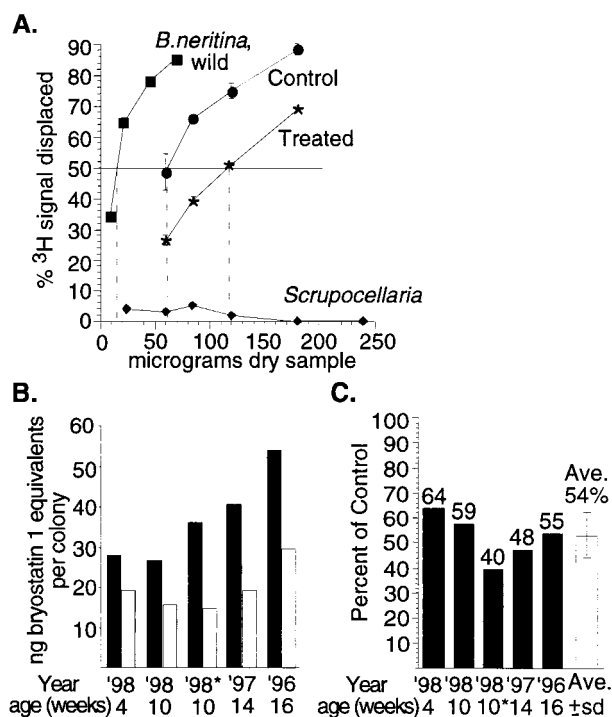 A.
B.neritina,
wild
Control
Treated
Scrupocellaria
% 3H signal displaced
90
80
70
60
50
40
30
20
10
0
0 50 100 150 200 250
micrograms dry sample
B.
ng bryostatin 1 equivalents
per colony
60
50
40
30
20
10
Year '98 '98 '98* '97 '96
age (weeks) 4 10 10 14 16
C.
Percent of Control
100
90
80
70
60
50
40
30
20
10
64 59 40 48 55
Ave.
54%
Year '98 '98 '98 '97 '96 Ave.
age (weeks) 4 10 10* 14 16 ±sd